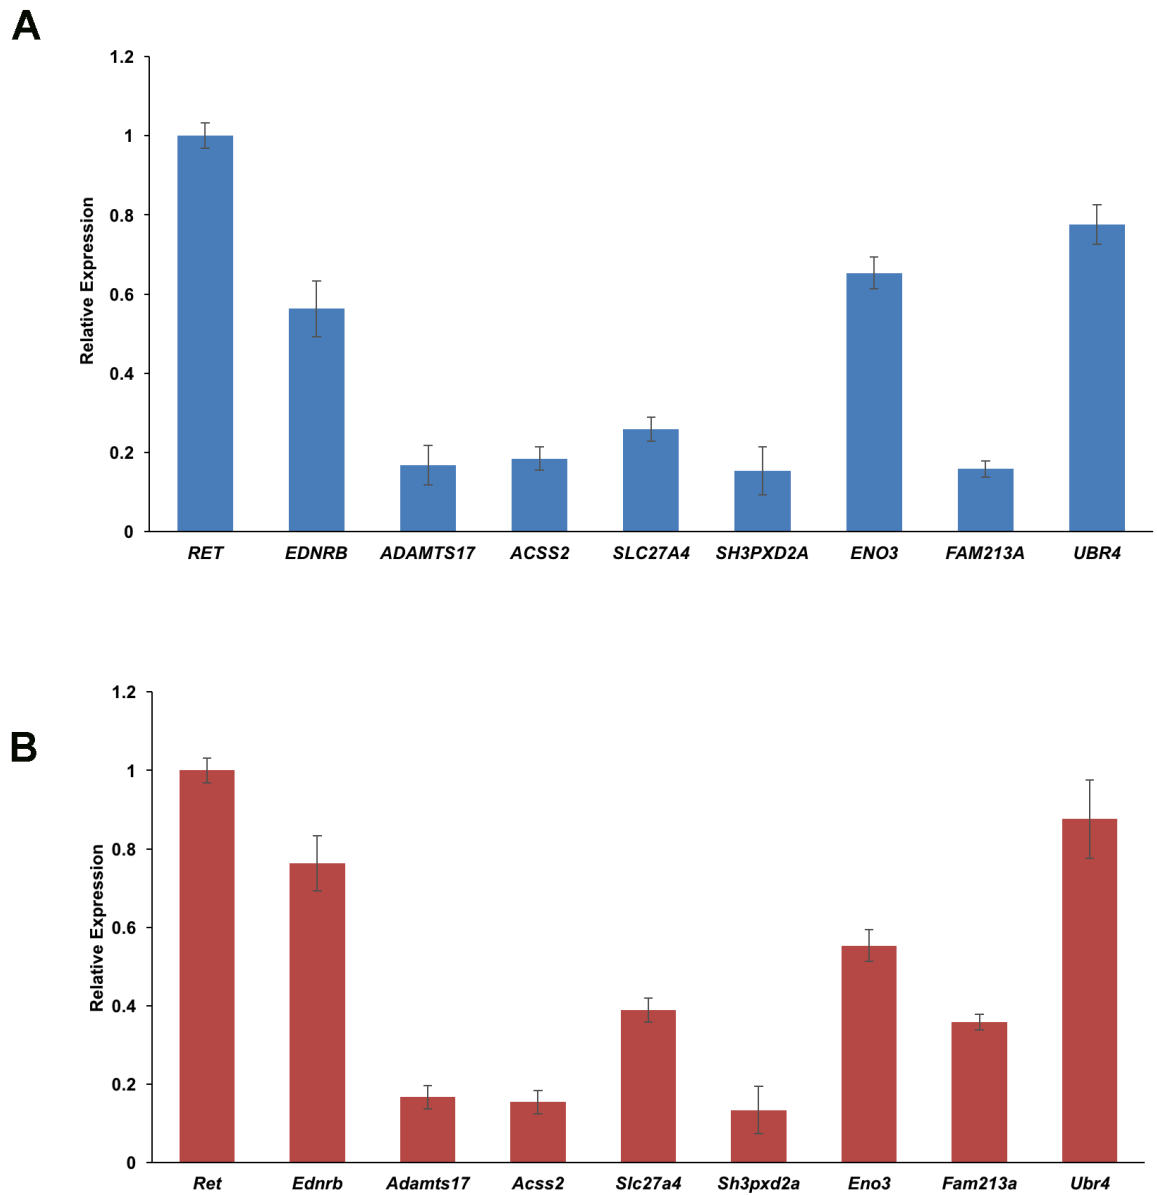 A
1.2
1
0.8
0.6
0.4
0.2
0
Relative Expression
RET EDNRB ADAMTS17 ACSS2 SLC27A4 SH3PXD2A ENO3 FAM213A UBR4
B
1.2
1
0.8
0.6
0.4
0.2
0
Relative Expression
Ret Ednrb Adamts17 Acss2 Slc27a4 Sh3pxd2a Eno3 Fam213a Ubr4